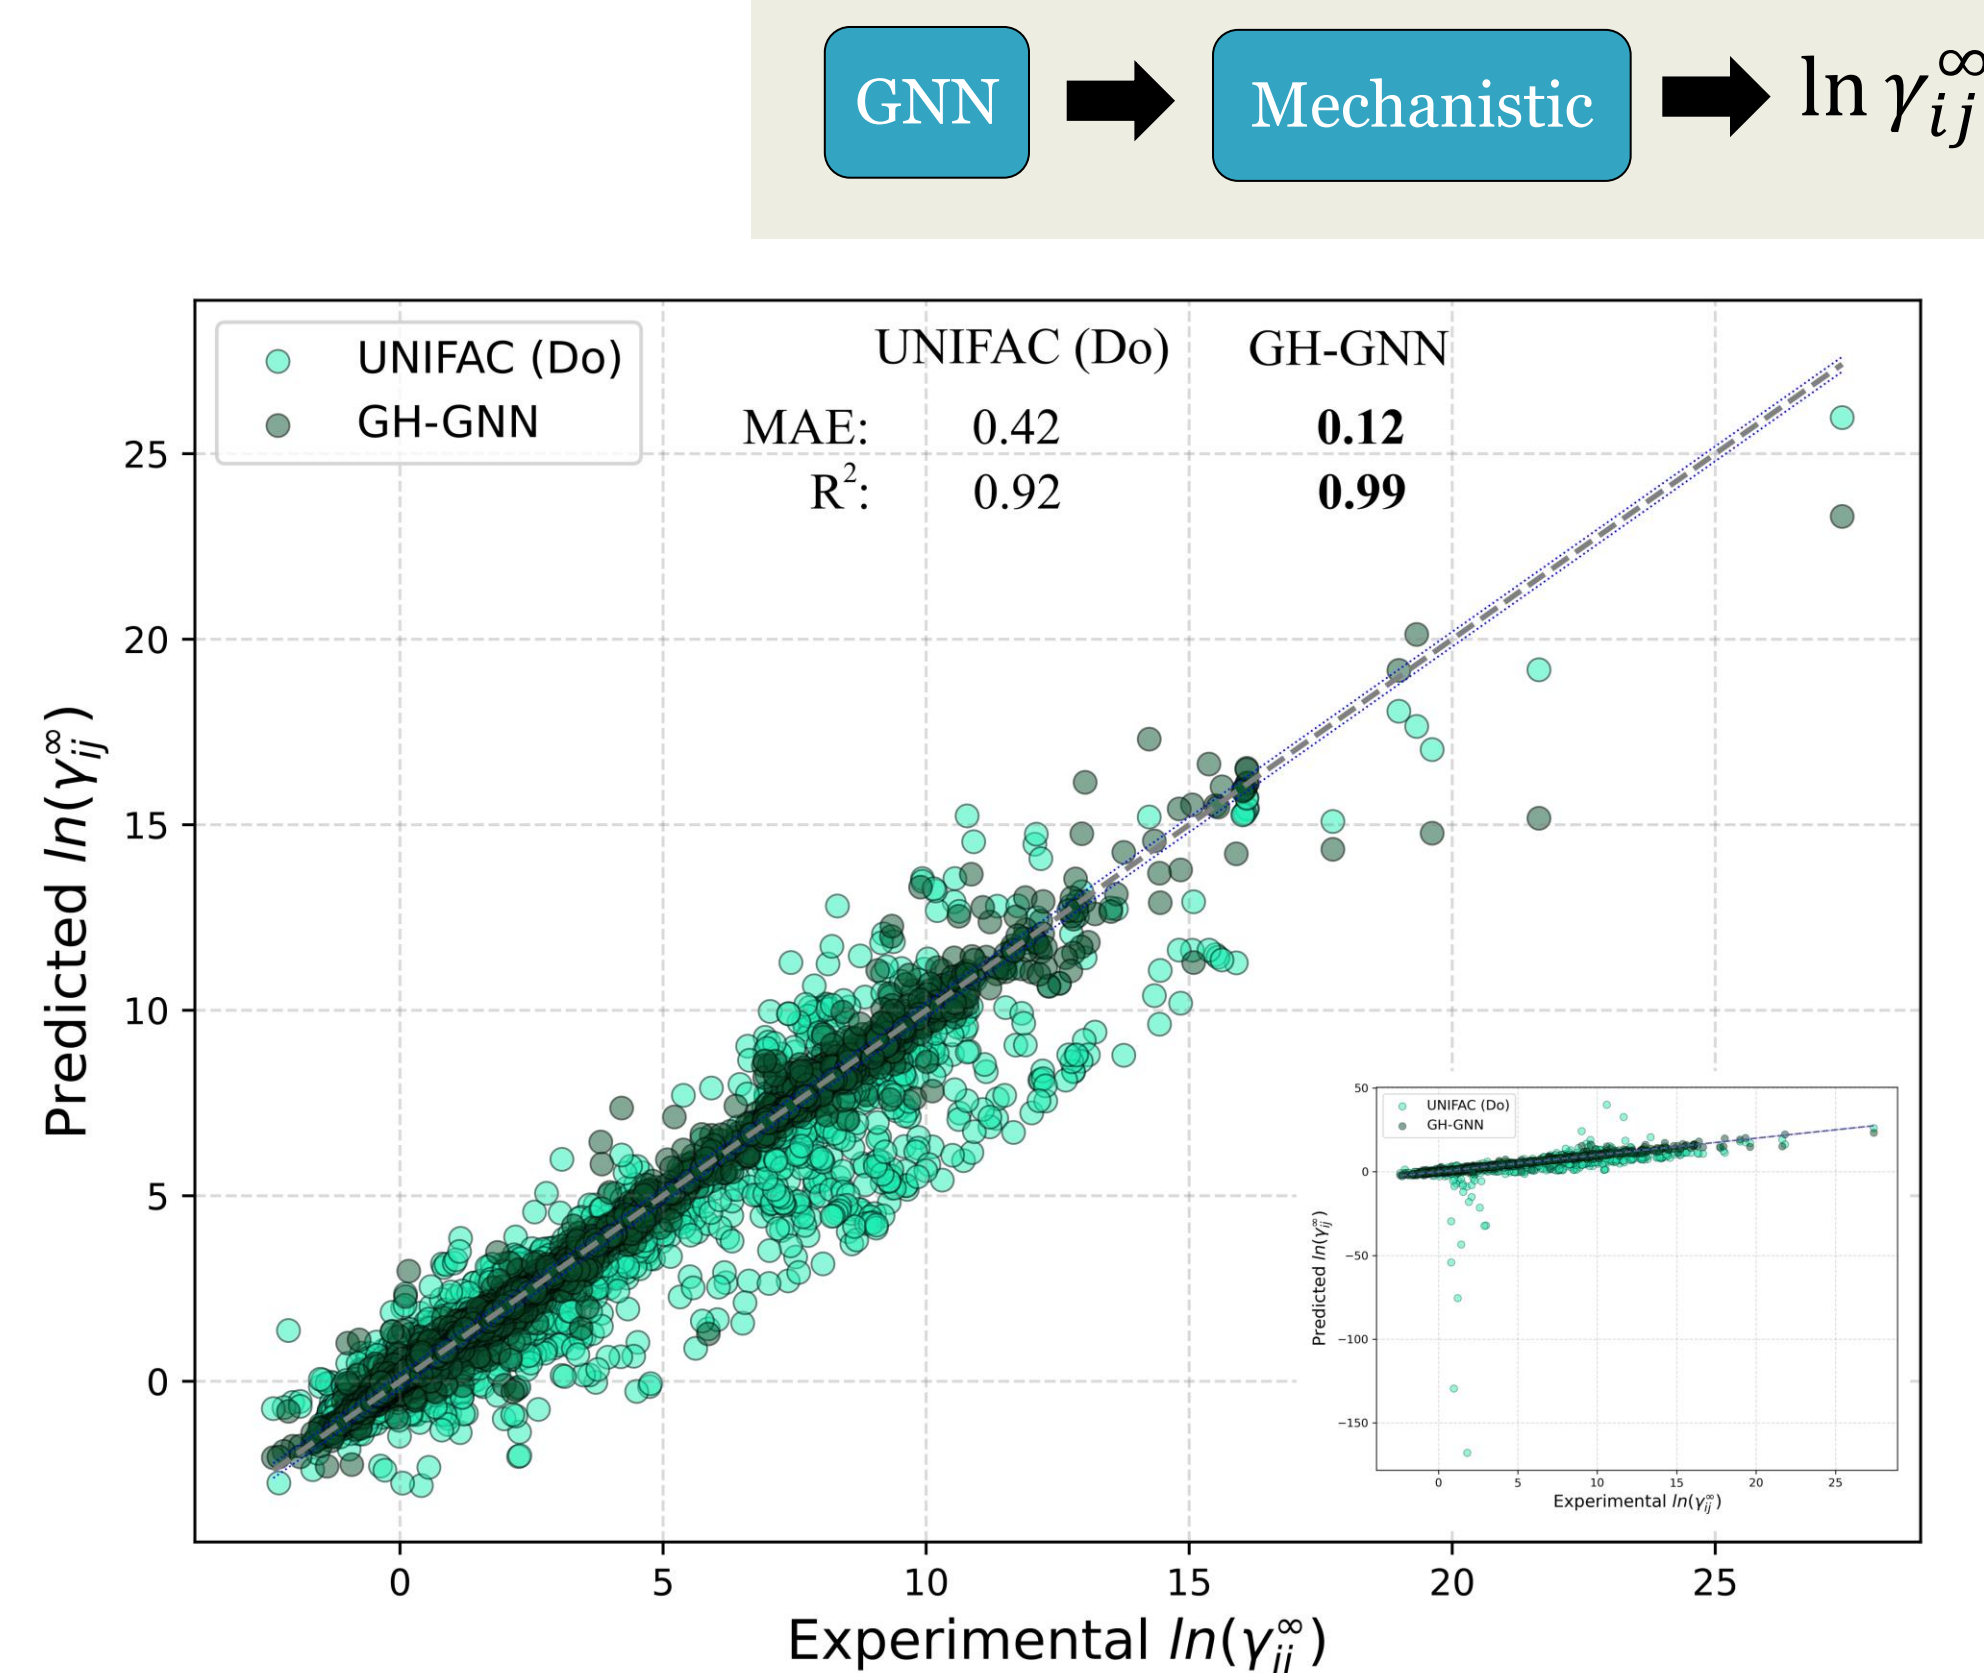 GNN Mechanistic ln γ∞ij
UNIFAC (Do)
GH-GNN
UNIFAC (Do) GH-GNN
MAE: 0.42 0.12
R²: 0.92 0.99
Predicted ln(γ∞ij)
25
20
15
10
5
0
0 5 10 15 20 25
Experimental ln(γ∞ij)
UNIFAC (Do)
GH-GNN
Predicted ln(γ∞ij)
50
0
−50
−100
−150
0 5 10 15 20 25
Experimental ln(γ∞ij)